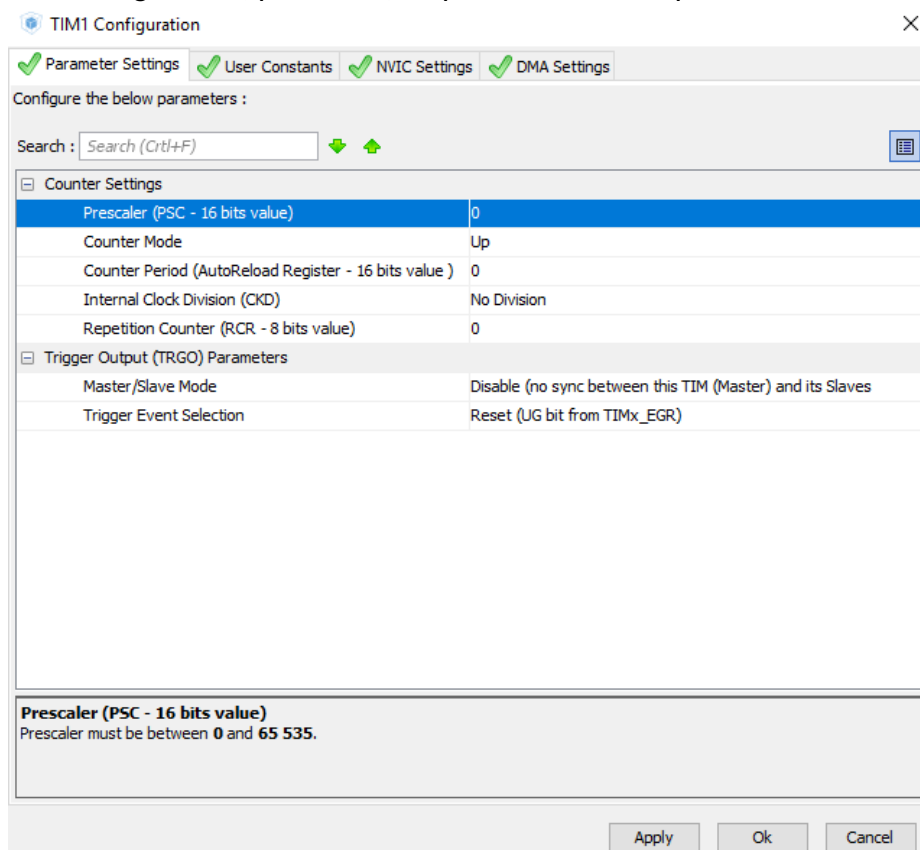 TIM1 Configuration
Parameter Settings User Constants NVIC Settings DMA Settings
Configure the below parameters :
Search : Search (Crtl+F)
Counter Settings
Prescaler (PSC - 16 bits value) 0
Counter Mode Up
Counter Period (AutoReload Register - 16 bits value ) 0
Internal Clock Division (CKD) No Division
Repetition Counter (RCR - 8 bits value) 0
Trigger Output (TRGO) Parameters
Master/Slave Mode Disable (no sync between this TIM (Master) and its Slaves
Trigger Event Selection Reset (UG bit from TIMx_EGR)
Prescaler (PSC - 16 bits value)
Prescaler must be between 0 and 65 535.
Apply Ok Cancel